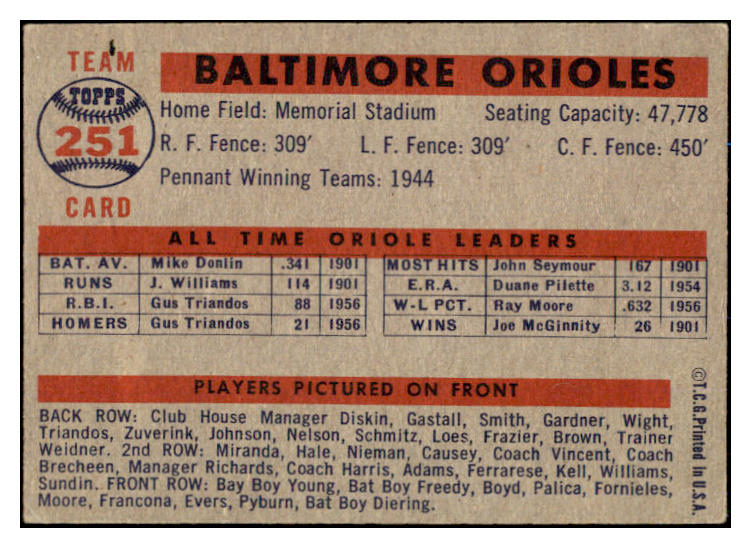 TEAM
TOPPS
251
CARD
BALTIMORE ORIOLES
Home Field: Memorial Stadium Seating Capacity: 47,778
R. F. Fence: 309′ L. F. Fence: 309′ C. F. Fence: 450′
Pennant Winning Teams: 1944
ALL TIME ORIOLE LEADERS
BAT. AV. Mike Donlin .341 1901 MOST HITS John Seymour 167 1901
RUNS J. Williams 114 1901 E.R.A. Duane Pilette 3.12 1954
R.B.I. Gus Triandos 88 1956 W-L PCT. Ray Moore .632 1956
HOMERS Gus Triandos 21 1956 WINS Joe McGinnity 26 1901
PLAYERS PICTURED ON FRONT
BACK ROW: Club House Manager Diskin, Gastall, Smith, Gardner, Wight,
Triandos, Zuverink, Johnson, Nelson, Schmitz, Loes, Frazier, Brown, Trainer
Weidner. 2nd ROW: Miranda, Hale, Nieman, Causey, Coach Vincent, Coach
Brecheen, Manager Richards, Coach Harris, Adams, Ferrarese, Kell, Williams,
Sundin. FRONT ROW: Bay Boy Young, Bat Boy Freedy, Boyd, Palica, Fornieles,
Moore, Francona, Evers, Pyburn, Bat Boy Diering.
©T.C.G. Printed in U.S.A.